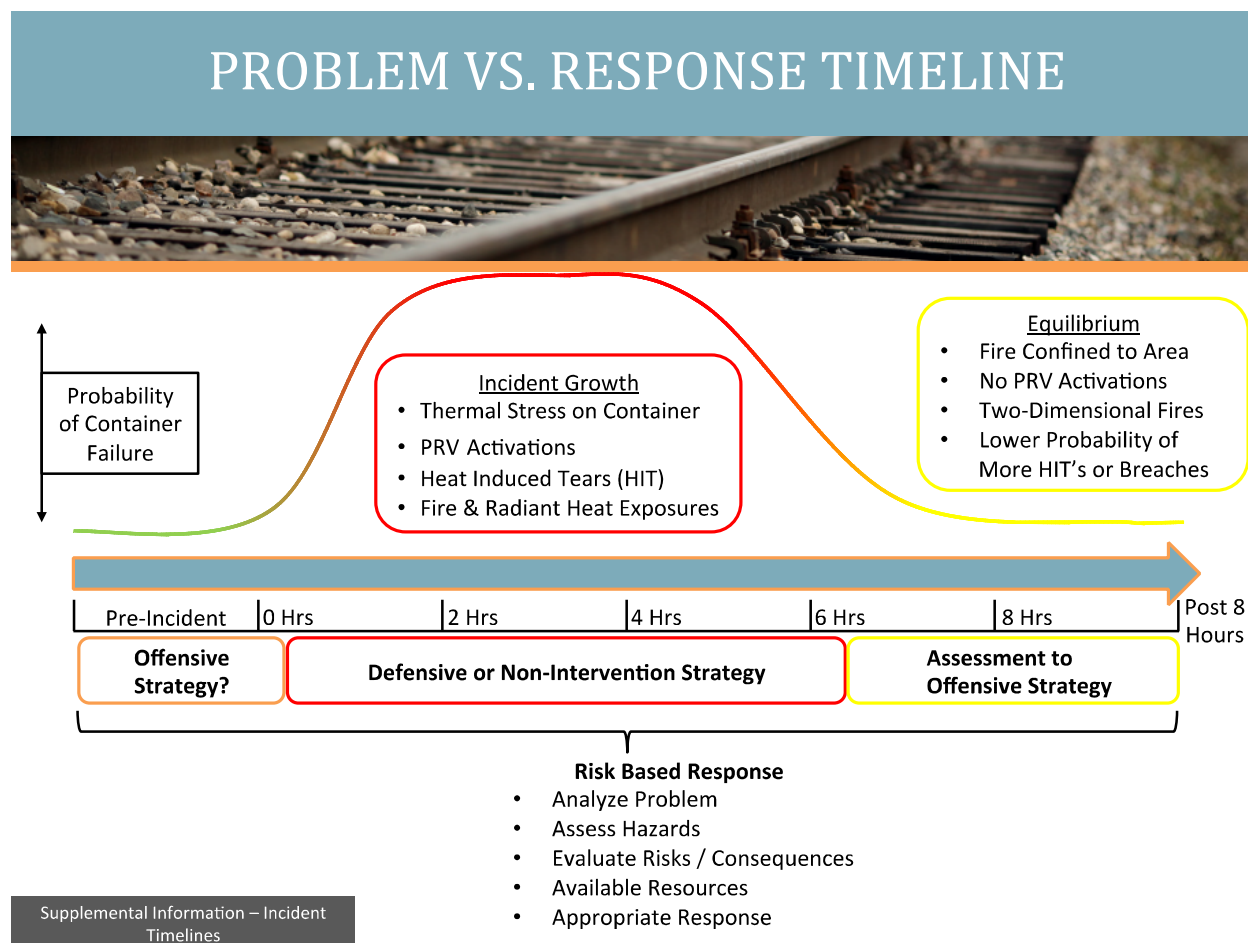 PROBLEM VS. RESPONSE TIMELINE
Probability
of Container
Failure
Incident Growth
• Thermal Stress on Container
• PRV Activations
• Heat Induced Tears (HIT)
• Fire & Radiant Heat Exposures
Equilibrium
• Fire Confined to Area
• No PRV Activations
• Two-Dimensional Fires
• Lower Probability of
More HIT's or Breaches
Pre-Incident
0 Hrs
2 Hrs
4 Hrs
6 Hrs
8 Hrs
Post 8
Hours
Offensive
Strategy?
Defensive or Non-Intervention Strategy
Assessment to
Offensive Strategy
Risk Based Response
• Analyze Problem
• Assess Hazards
• Evaluate Risks / Consequences
• Available Resources
• Appropriate Response
Supplemental Information – Incident
Timelines